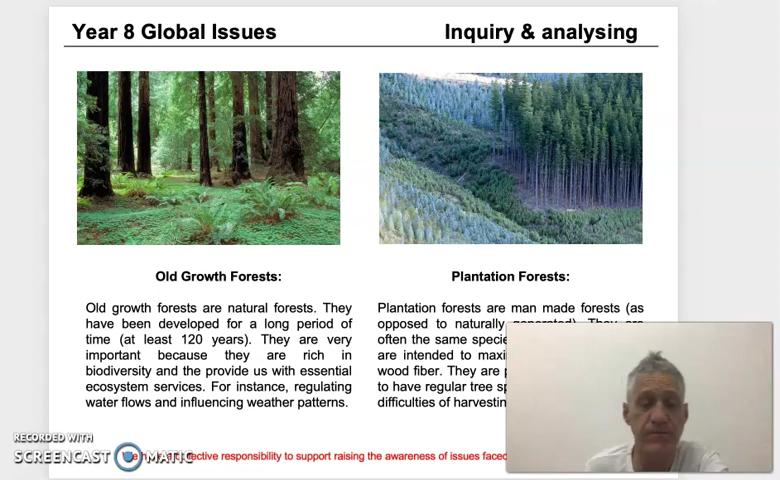 Year 8 Global Issues
Inquiry & analysing
Old Growth Forests:
Old growth forests are natural forests. They
have been developed for a long period of
time (at least 120 years). They are very
important because they are rich in
biodiversity and the provide us with essential
ecosystem services. For instance, regulating
water flows and influencing weather patterns.
Plantation Forests:
Plantation forests are man made forests (as
opposed to naturally generated). They are
often the same
are intended to
wood fiber. They are
to have regular tree
difficulties of
RECORDED WITH
SCREENCAST MATIC
responsibility to support raising the awareness of issues faced